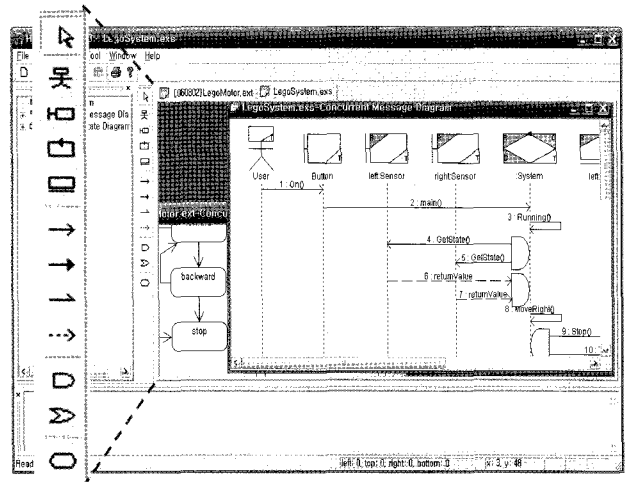 LegoSystem.exs
File
ool Window Help
[060802]LegoMotor.ext
LegoSystem.exs
essage Dia
ate Diagram
LegoSystem.exs-Concurrent Message Diagram
User
Button
leftSensor
rightSensor
:System
left
1 : On()
2 : main()
3 : Running()
4 : GetState()
5 : GetState()
6 : returnValue
7 : returnValue
8 : MoveRight()
9 : Stop()
10 :
otor.ext-Concu
backward
stop
Read
left: 0, top: 0, right: 0, bottom: 0
x: 3, y: 48